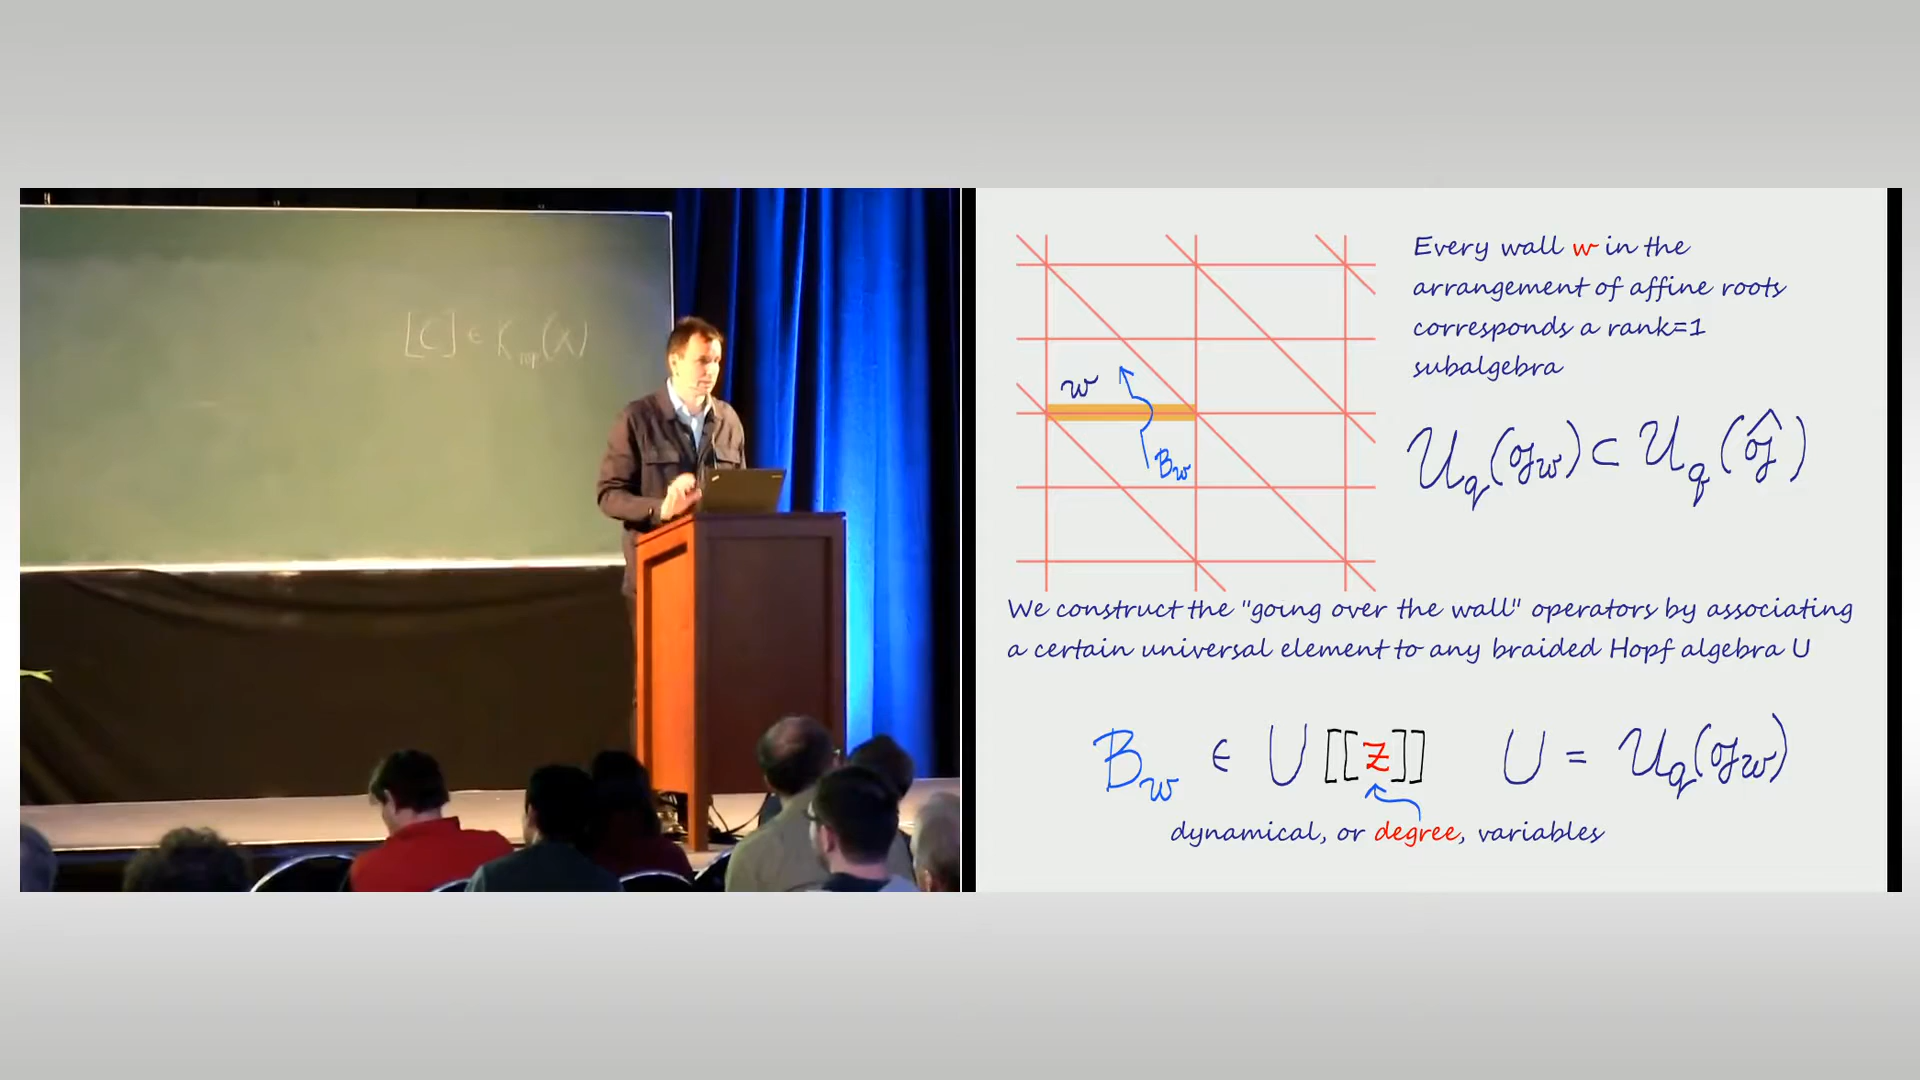 [C] ∈ K_top(X)
Every wall w in the
arrangement of affine roots
corresponds a rank=1
subalgebra
w
B_w
𝒰_q(𝔤_w) ⊂ 𝒰_q(𝔤̂)
We construct the "going over the wall" operators by associating
a certain universal element to any braided Hopf algebra U
B_w ∈ U[[z]] U = 𝒰_q(𝔤_w)
dynamical, or degree, variables